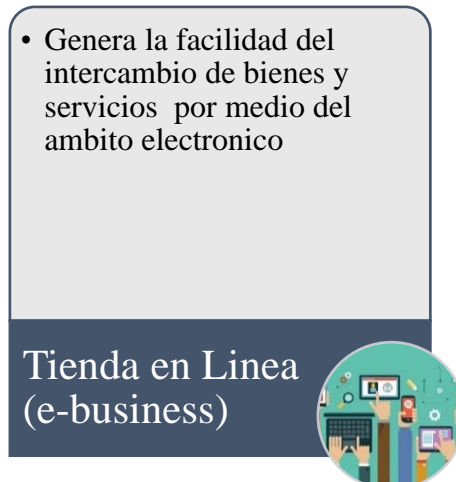 • Genera la facilidad del
intercambio de bienes y
servicios  por medio del
ambito electronico
Tienda en Linea
(e-business)